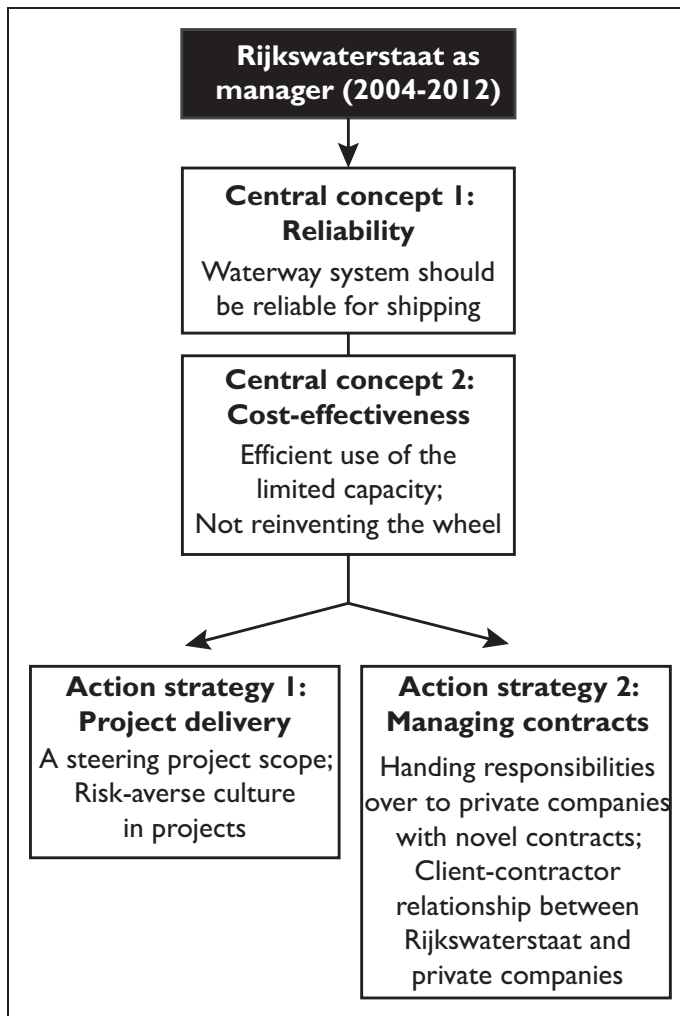 Rijkswaterstaat as
manager (2004-2012)
Central concept 1:
Reliability
Waterway system should
be reliable for shipping
Central concept 2:
Cost-effectiveness
Efficient use of the
limited capacity;
Not reinventing the wheel
Action strategy 1:
Project delivery
A steering project scope;
Risk-averse culture
in projects
Action strategy 2:
Managing contracts
Handing responsibilities
over to private companies
with novel contracts;
Client-contractor
relationship between
Rijkswaterstaat and
private companies